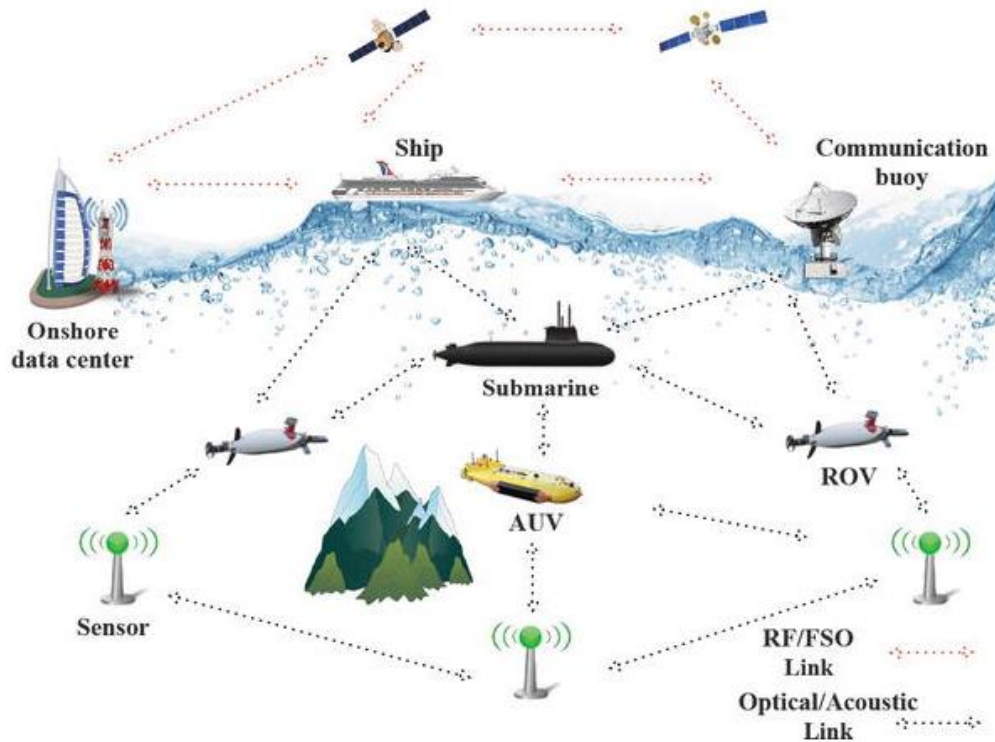 Ship
Communication
buoy
Onshore
data center
Submarine
ROV
AUV
Sensor
RF/FSO
Link
Optical/Acoustic
Link